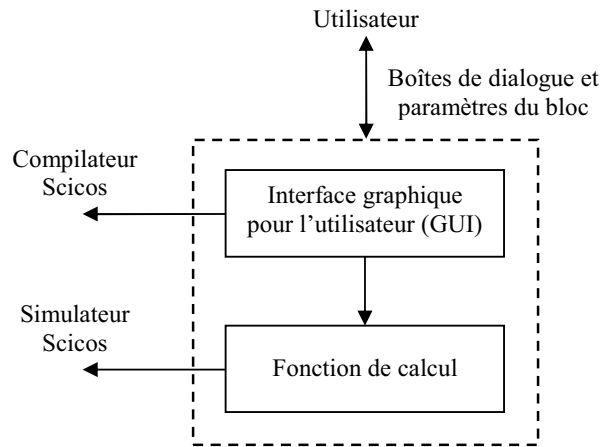 Utilisateur
Boîtes de dialogue et
paramètres du bloc
Compilateur
Scicos
Interface graphique
pour l’utilisateur (GUI)
Simulateur
Scicos
Fonction de calcul